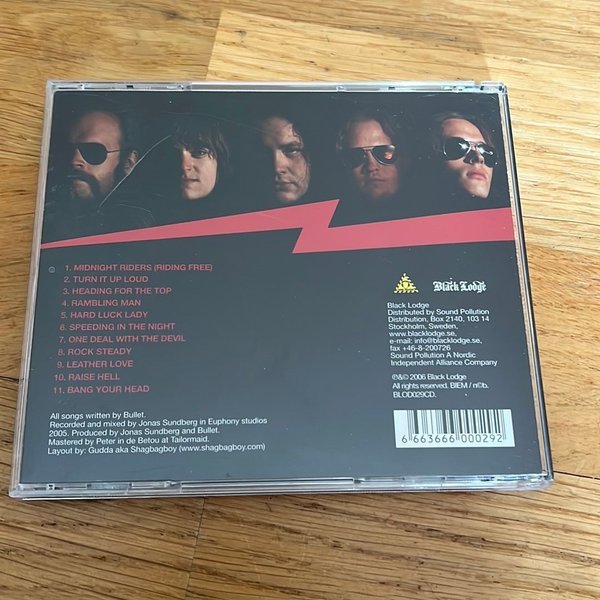 1. MIDNIGHT RIDERS (RIDING FREE)
2. TURN IT UP LOUD
3. HEADING FOR THE TOP
4. RAMBLING MAN
5. HARD LUCK LADY
6. SPEEDING IN THE NIGHT
7. ONE DEAL WITH THE DEVIL
8. ROCK STEADY
9. LEATHER LOVE
10. RAISE HELL
11. BANG YOUR HEAD
All songs written by Bullet.
Recorded and mixed by Jonas Sundberg in Euphony studios
2005. Produced by Jonas Sundberg and Bullet.
Mastered by Peter in de Betou at Tailormaid.
Layout by: Gudda aka Shagbagboy (www.shagbagboy.com)
Black Lodge
Black Lodge
Distributed by Sound Pollution
Distribution, Box 2140, 103 14
Stockholm, Sweden,
www.blacklodge.se,
e-mail: info@blacklodge.se,
fax +46-8-200726
Sound Pollution A Nordic
Independent Alliance Company
℗&© 2006 Black Lodge
All rights reserved. BIEM / n©b.
BLOD029CD.
6 663666 000292